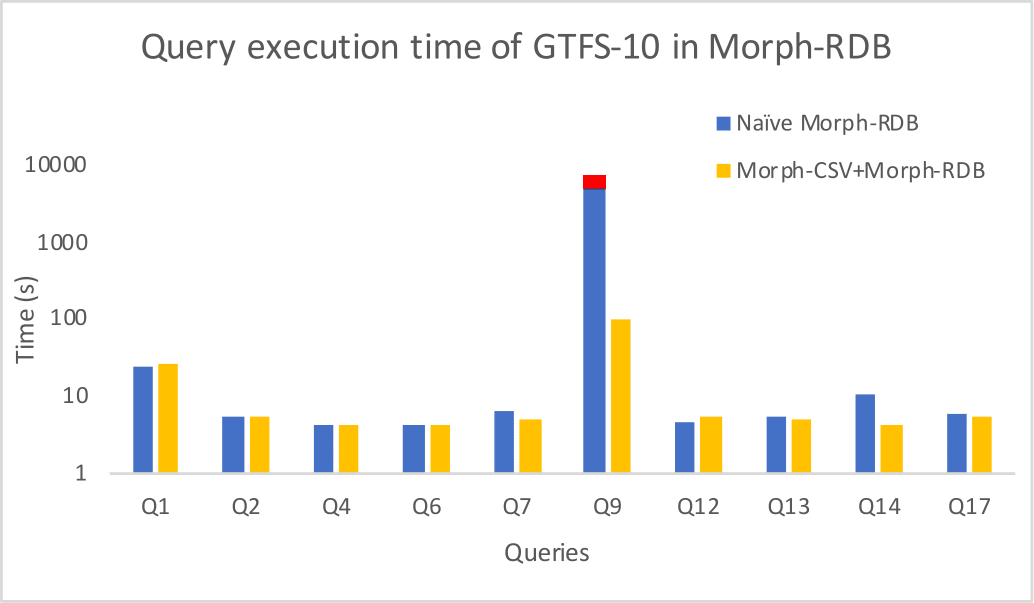 Query execution time of GTFS-10 in Morph-RDB
Naïve Morph-RDB
Morph-CSV+Morph-RDB
10000
1000
100
10
1
Time (s)
Q1 Q2 Q4 Q6 Q7 Q9 Q12 Q13 Q14 Q17
Queries